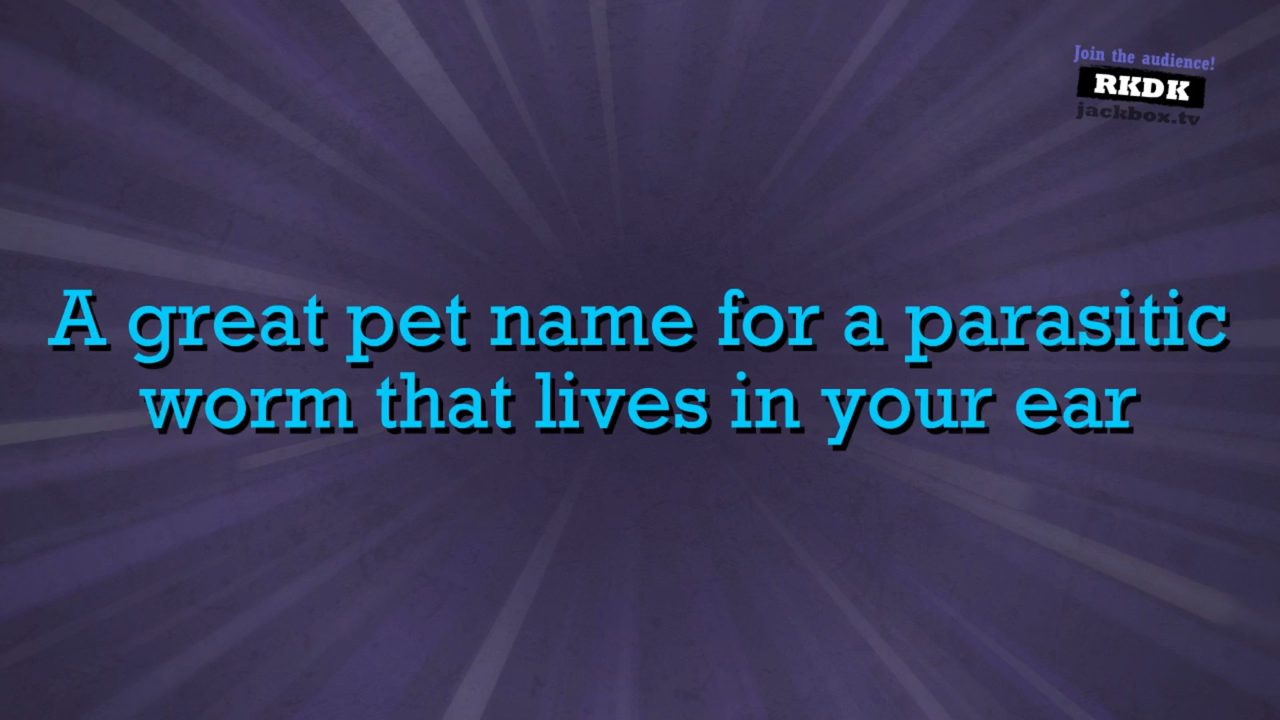 Join the audience!
RKDK
jackbox.tv
A great pet name for a parasitic
worm that lives in your ear